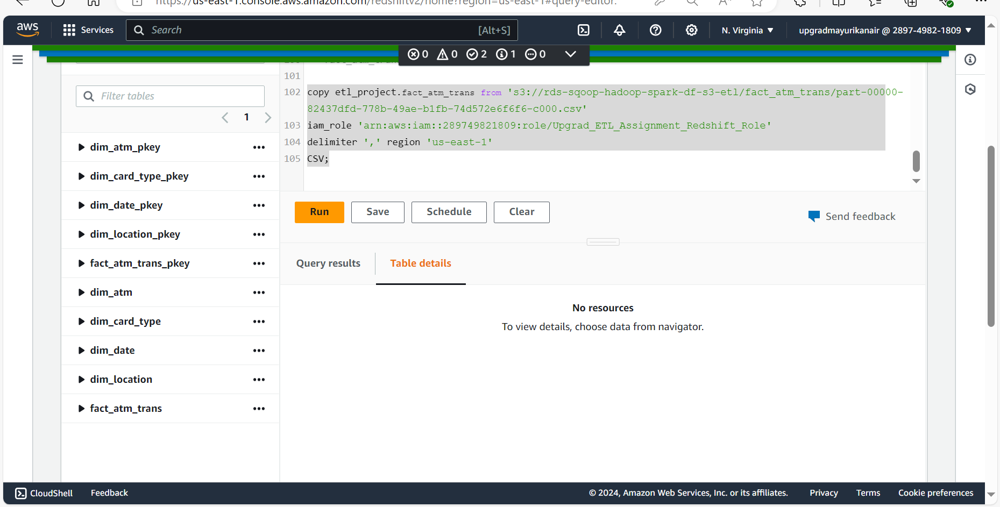 https://us-east-1.console.aws.amazon.com/redshiftv2/home?region=us-east-1#query-editor:
aws
Services
Search
[Alt+S]
N. Virginia
upgradmayurikanair @ 2897-4982-1809
0
0
2
1
0
Filter tables
1
dim_atm_pkey
dim_card_type_pkey
dim_date_pkey
dim_location_pkey
fact_atm_trans_pkey
dim_atm
dim_card_type
dim_date
dim_location
fact_atm_trans
101
102 copy etl_project.fact_atm_trans from 's3://rds-sqoop-hadoop-spark-df-s3-etl/fact_atm_trans/part-00000-
82437dfd-778b-49ae-b1fb-74d572e6f6f6-c000.csv'
103 iam_role 'arn:aws:iam::289749821809:role/Upgrad_ETL_Assignment_Redshift_Role'
104 delimiter ',' region 'us-east-1'
105 CSV;
Run
Save
Schedule
Clear
Send feedback
Query results
Table details
No resources
To view details, choose data from navigator.
CloudShell
Feedback
© 2024, Amazon Web Services, Inc. or its affiliates.
Privacy
Terms
Cookie preferences